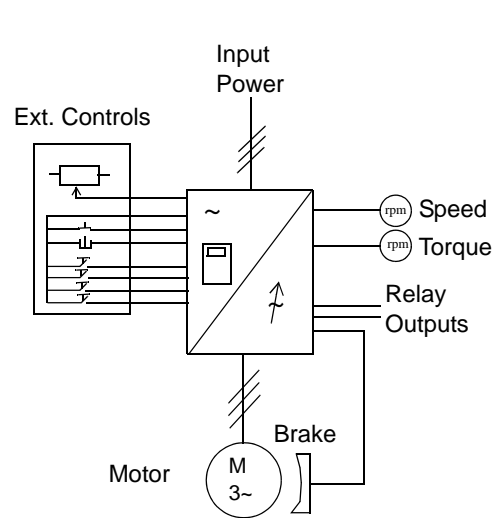 Input
Power
Ext. Controls
~
rpm Speed
rpm Torque
~
Relay
Outputs
Brake
Motor
M
3~